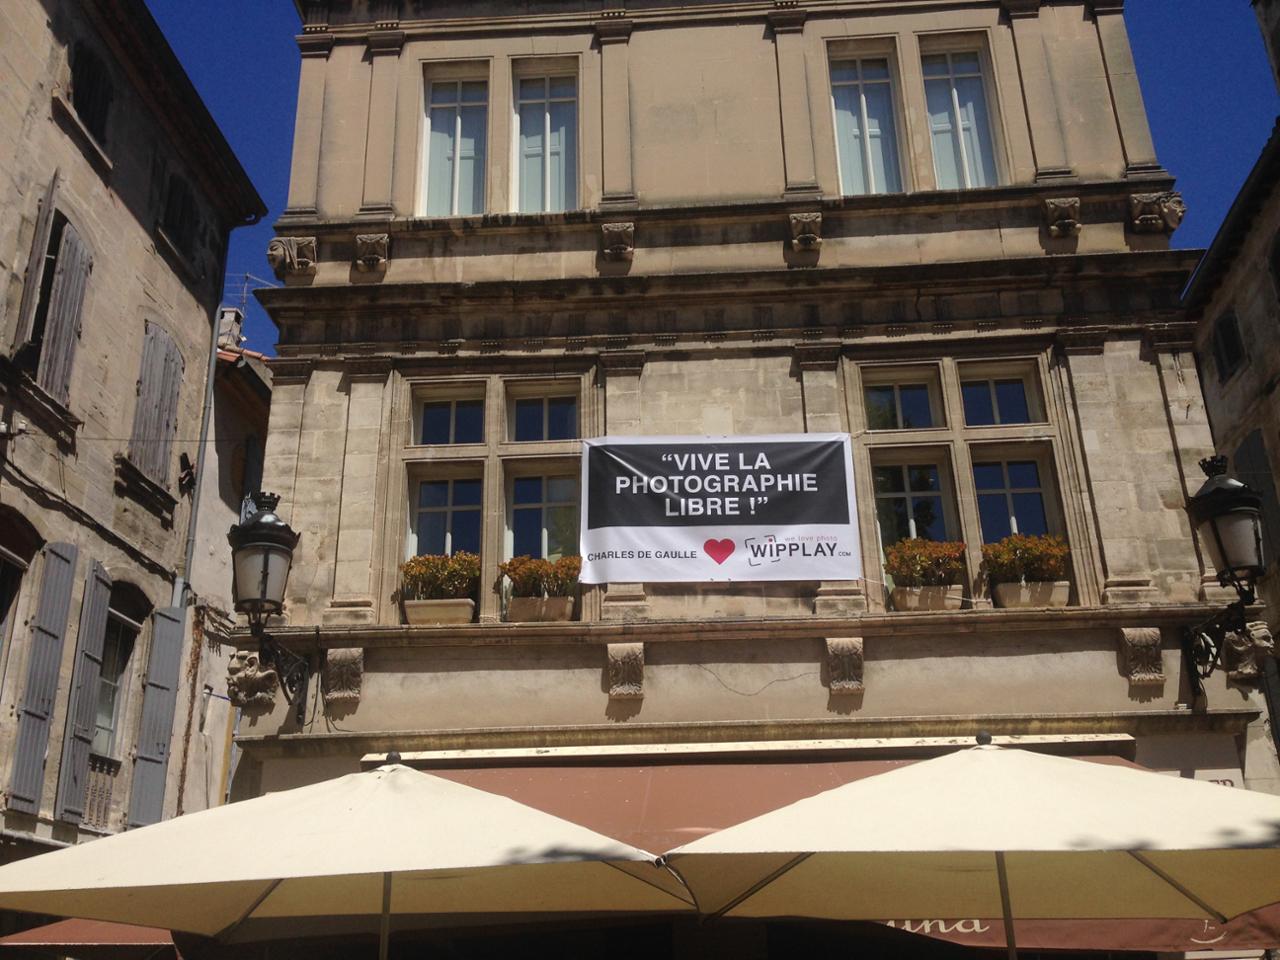 “VIVE LA
PHOTOGRAPHIE
LIBRE !”
CHARLES DE GAULLE
we love photo
WiPPLAY.COM